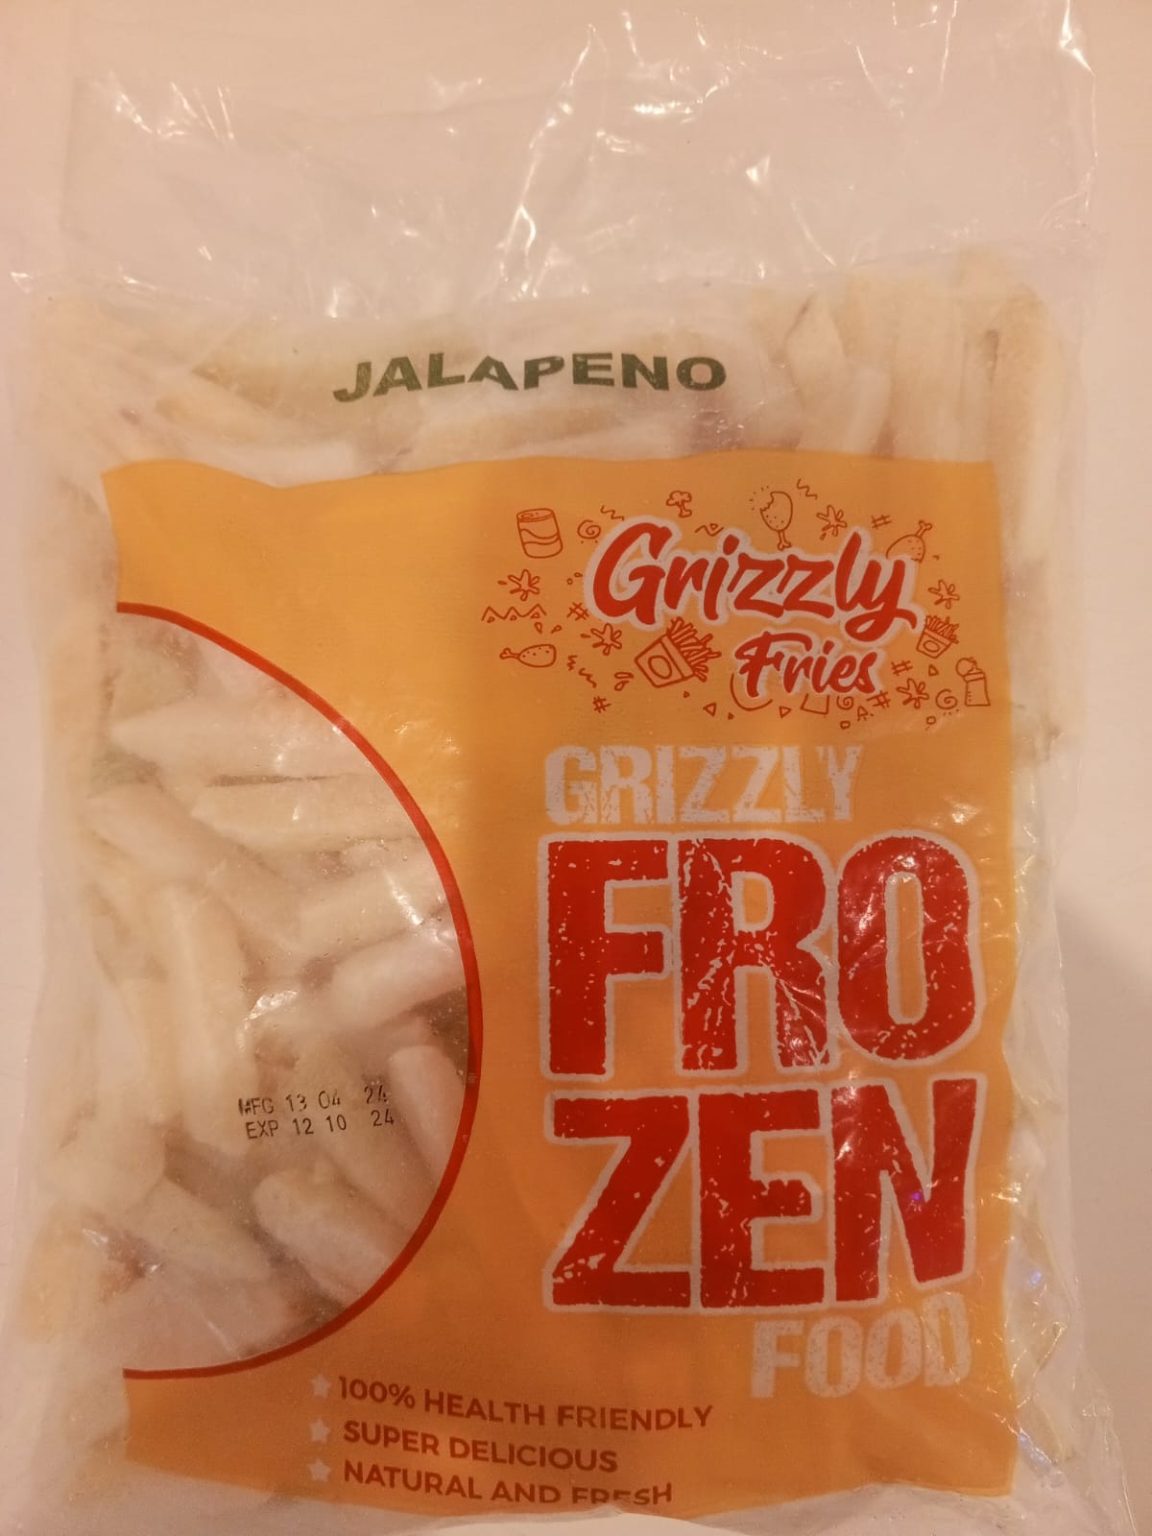 JALAPENO
Grizzly
Fries
GRIZZLY
FRO
ZEN
FOOD
MFG 13 04 24
EXP 12 10 24
100% HEALTH FRIENDLY
SUPER DELICIOUS
NATURAL AND FRESH